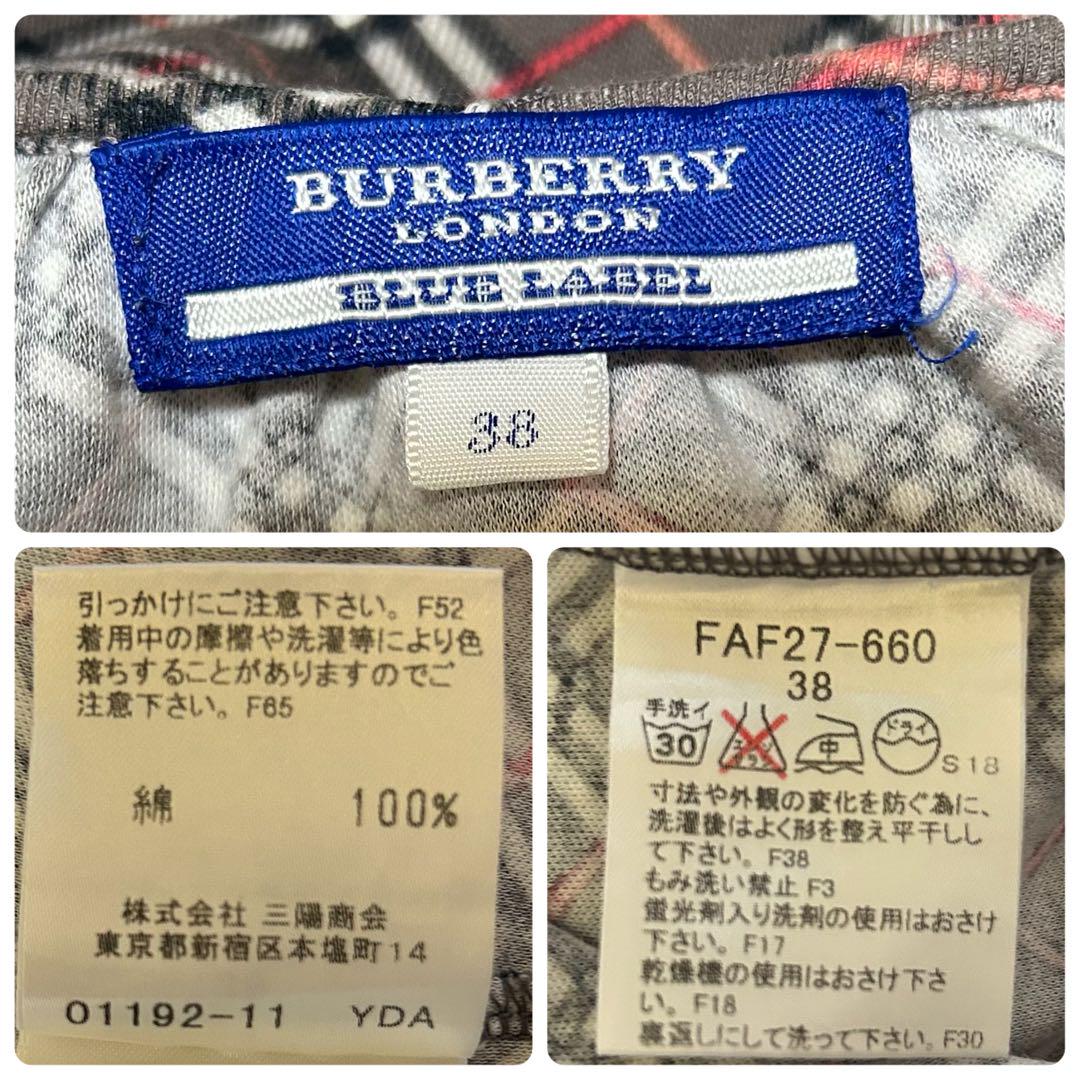 BURBERRY
LONDON
BLUE LABEL
38
引っかけにご注意下さい。F52
着用中の摩擦や洗濯等により色
落ちすることがありますのでご
注意下さい。F65
綿 100%
株式会社 三陽商会
東京都新宿区本塩町14
01192-11 YDA
FAF27-660
38
手洗イ
30
エンソ
サラシ
中
ドライ
S18
寸法や外観の変化を防ぐ為に、
洗濯後はよく形を整え平干しし
て下さい。F38
もみ洗い禁止 F3
蛍光剤入り洗剤の使用はおさけ
下さい。F17
乾燥機の使用はおさけ下さ
い。F18
裏返しにして洗って下さい。F30